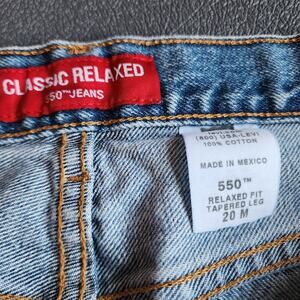 CLASSIC RELAXED
550™ JEANS
(800) USA-LEVI
100% COTTON
MADE IN MEXICO
550™
RELAXED FIT
TAPERED LEG
20 M